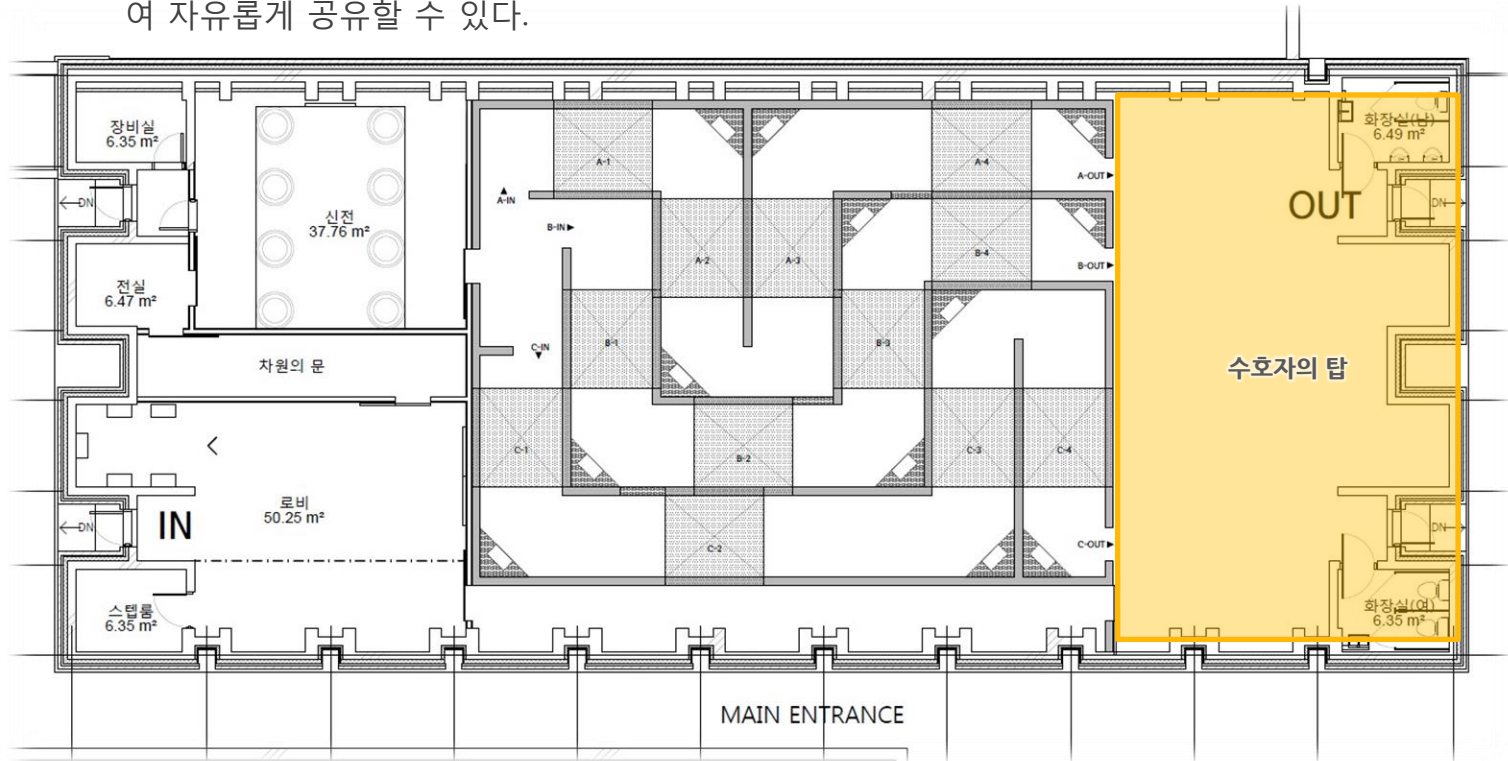 여 자유롭게 공유할 수 있다.
장비실
6.35 m²
화장실(남)
6.49 m²
A-1
A-4
A-OUT
A-IN
DN
OUT
DN
신전
37.76 m²
B-IN
A-2
A-3
B-4
B-OUT
전실
6.47 m²
C-IN
B-1
B-3
차원의 문
수호자의 탑
C-1
B-2
C-3
C-4
로비
50.25 m²
IN
DN
DN
C-2
C-OUT
스텝룸
6.35 m²
화장실(여)
6.35 m²
MAIN ENTRANCE